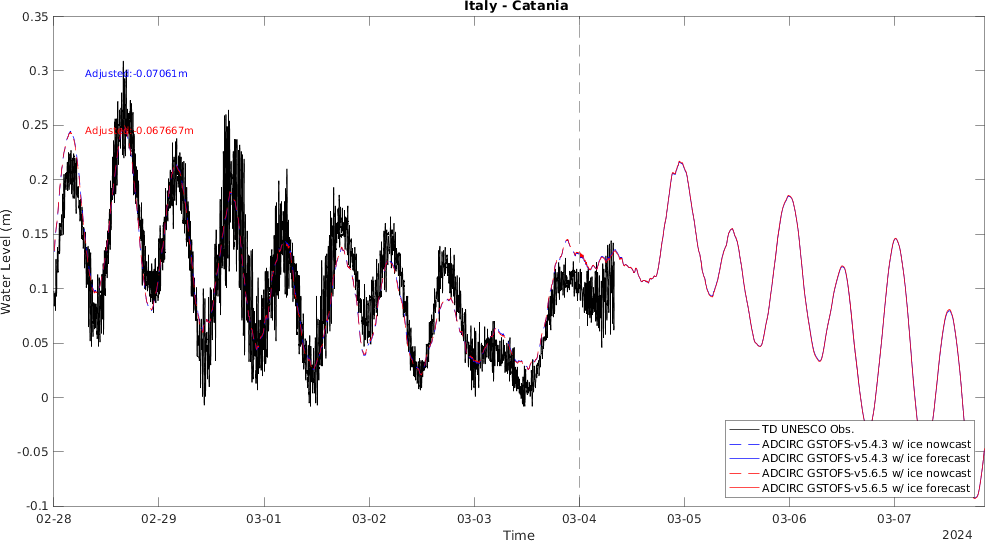 Italy - Catania
Water Level (m)
0.35
0.3
0.25
0.2
0.15
0.1
0.05
0
-0.05
-0.1
Adjusted:-0.07061m
Adjusted:-0.067667m
TD UNESCO Obs.
ADCIRC GSTOFS-v5.4.3 w/ ice nowcast
ADCIRC GSTOFS-v5.4.3 w/ ice forecast
ADCIRC GSTOFS-v5.6.5 w/ ice nowcast
ADCIRC GSTOFS-v5.6.5 w/ ice forecast
02-28 02-29 03-01 03-02 03-03 03-04 03-05 03-06 03-07
Time
2024